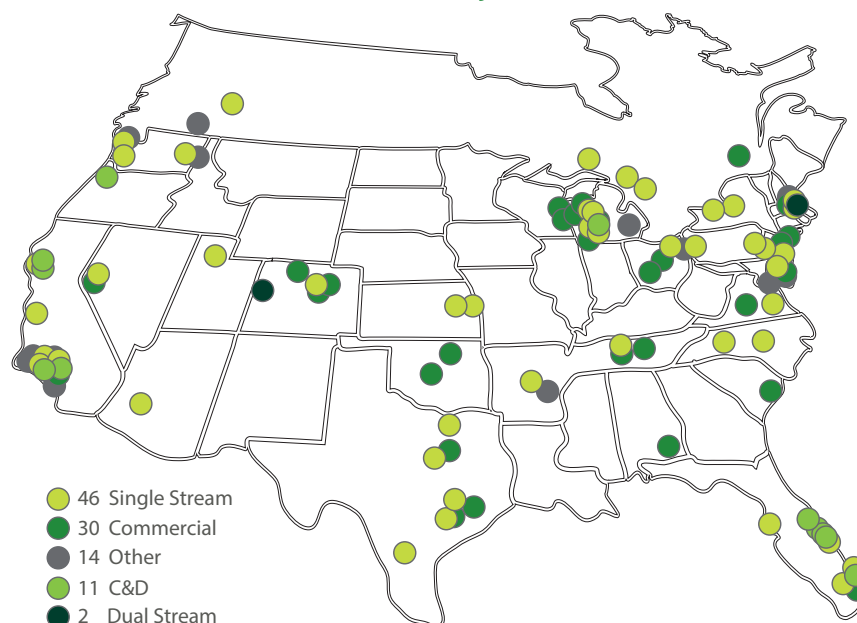 46 Single Stream
30 Commercial
14 Other
11 C&D
2 Dual Stream